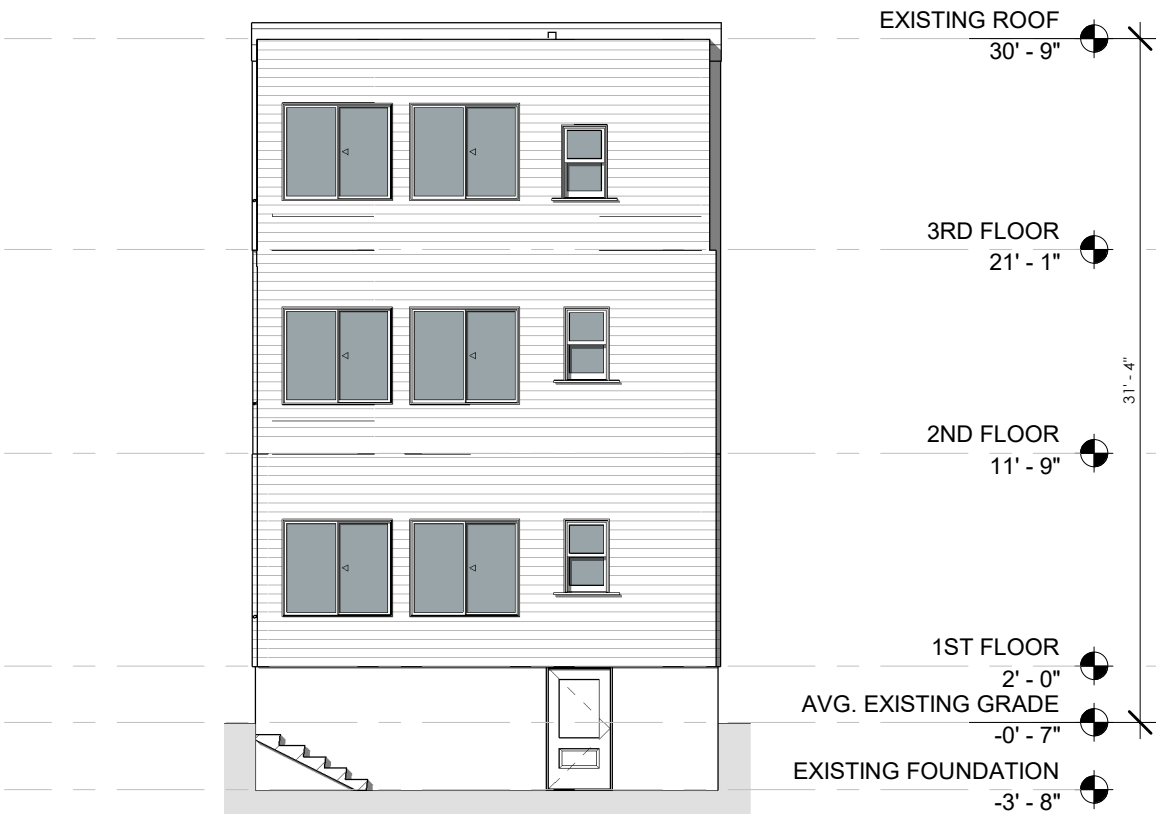 EXISTING ROOF
30' - 9"
3RD FLOOR
21' - 1"
31' - 4"
2ND FLOOR
11' - 9"
1ST FLOOR
2' - 0"
AVG. EXISTING GRADE
-0' - 7"
EXISTING FOUNDATION
-3' - 8"